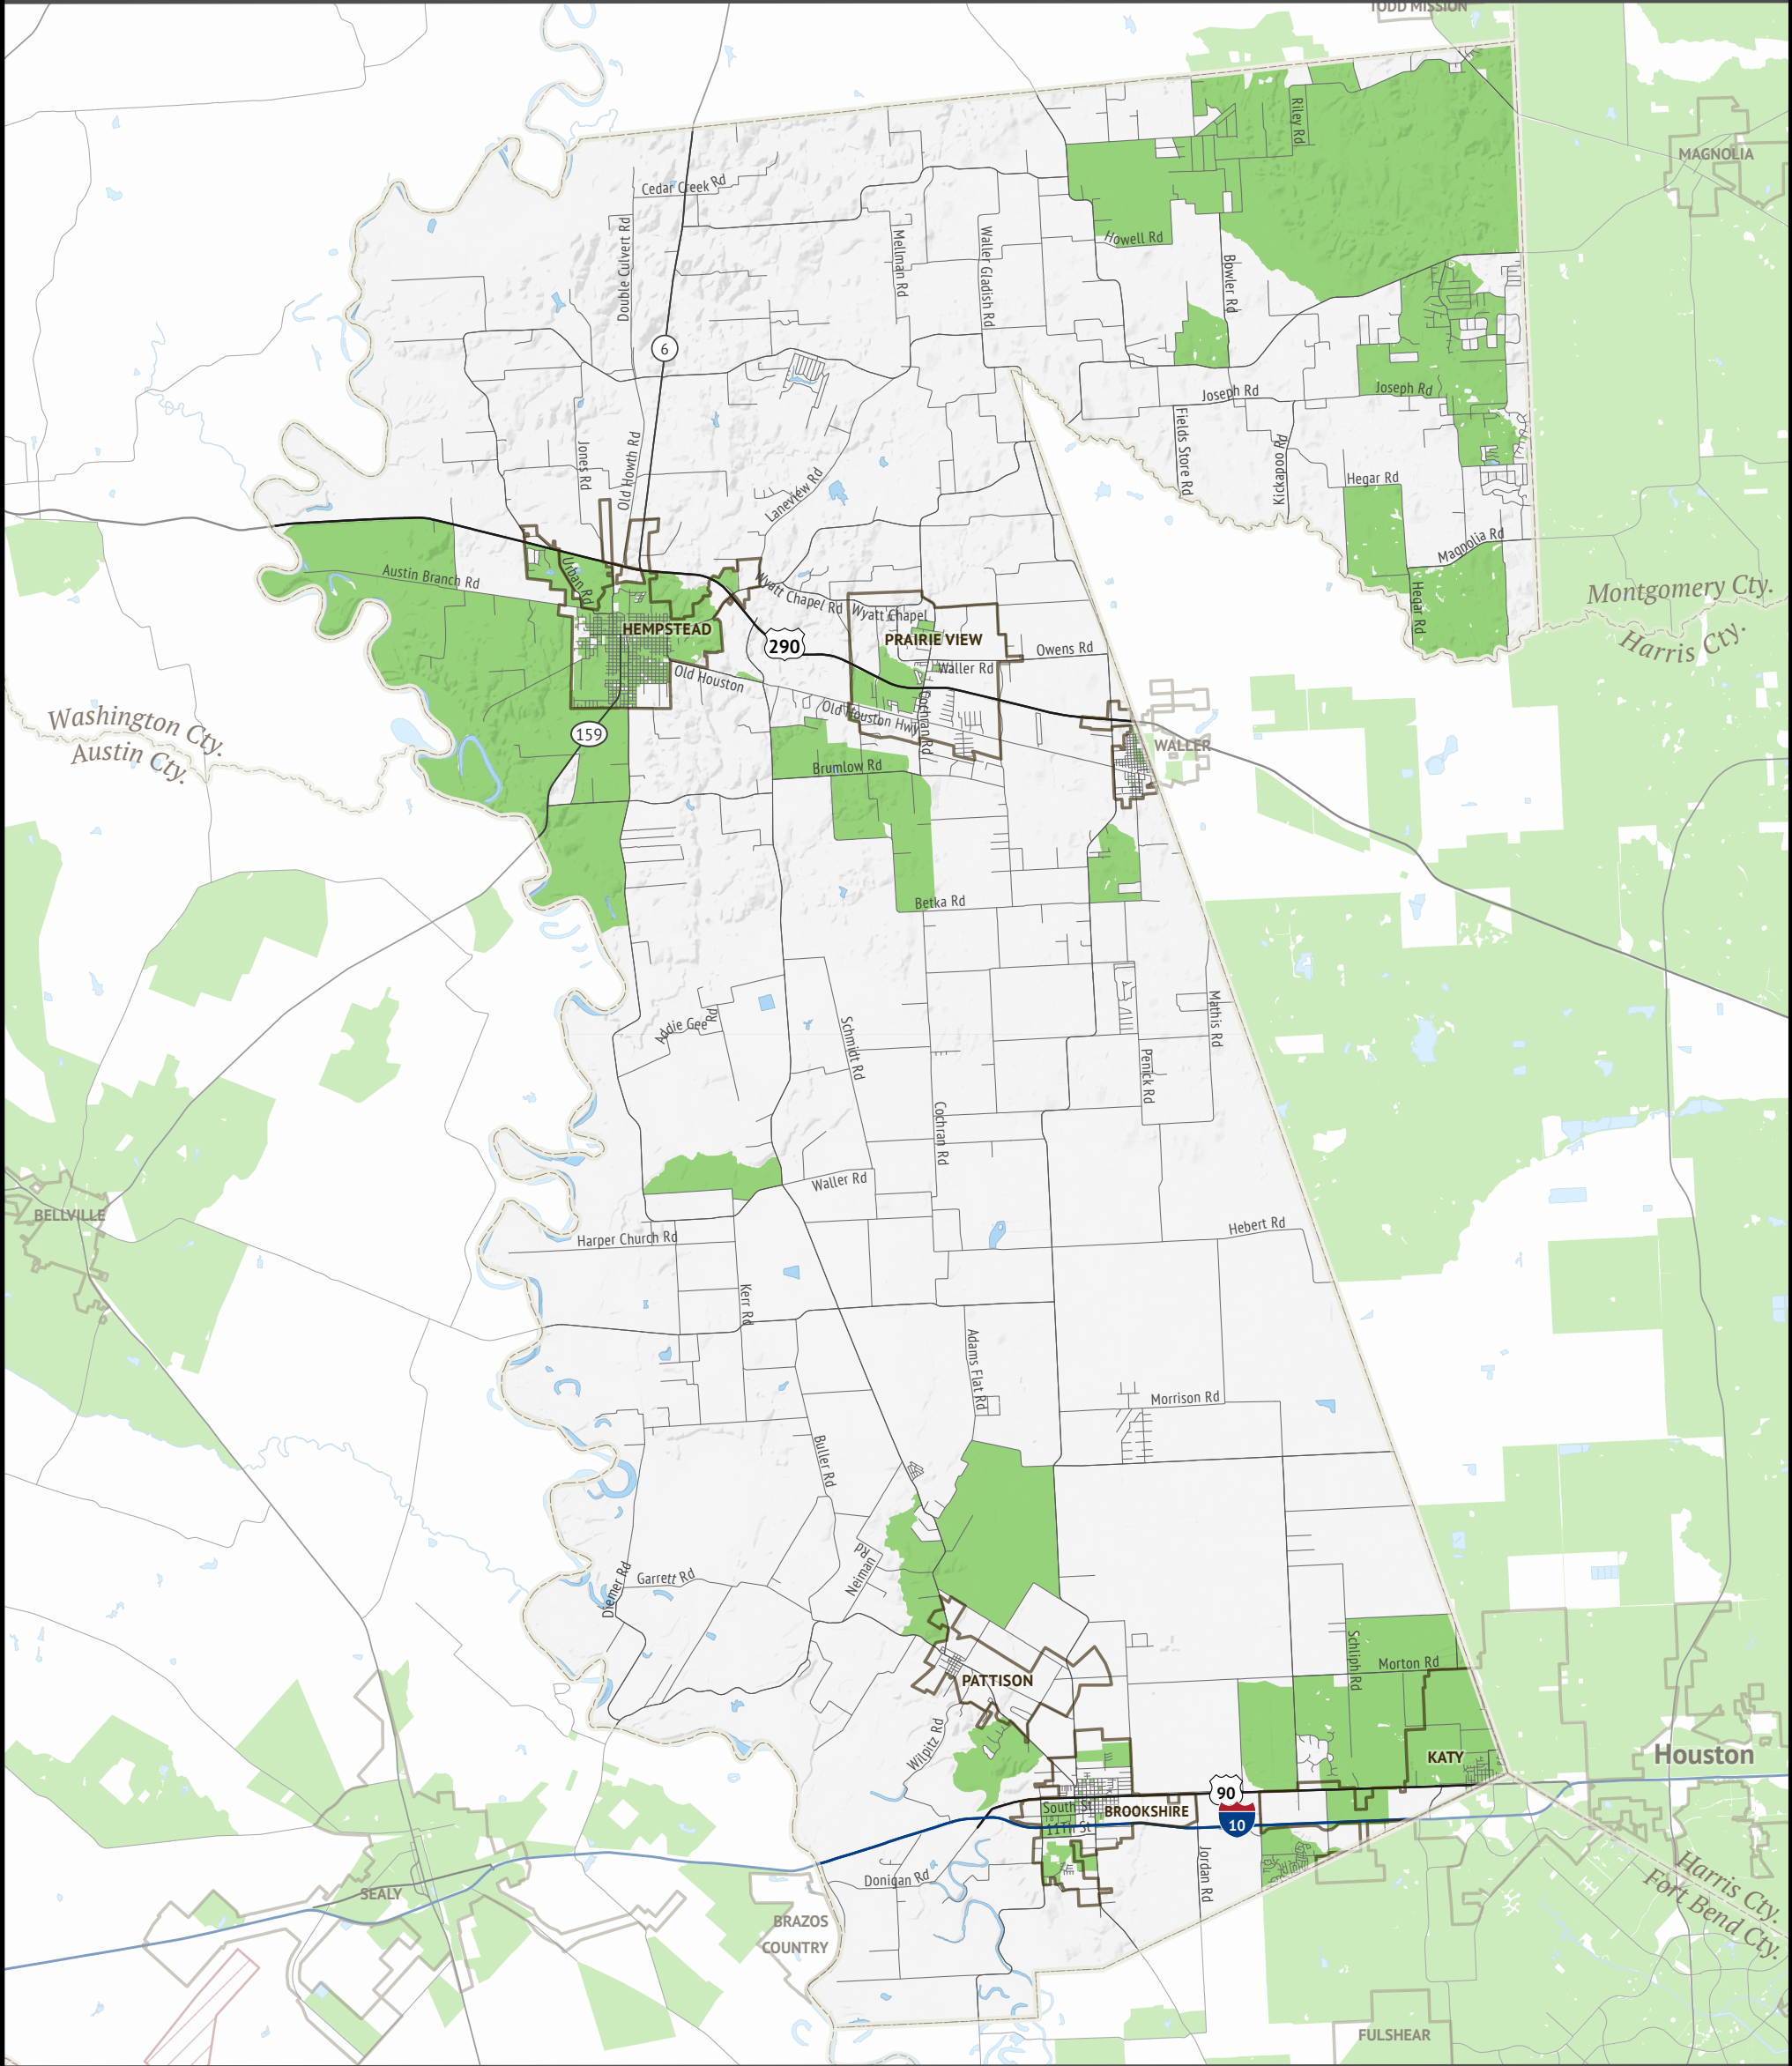 TODD MISSION
Riley Rd
MAGNOLIA
Cedar Creek Rd
Double Culvert Rd
Mellman Rd
Waller Gladish Rd
Howell Rd
Bowler Rd
6
Joseph Rd
Joseph Rd
Fields Store Rd
Kickapoo Rd
Jones Rd
Old Howth Rd
Laneview Rd
Hegar Rd
Magnolia Rd
Austin Branch Rd
Urban Rd
Wyatt Chapel Rd
Wyatt Chapel
Hegar Rd
Montgomery Cty.
Harris Cty.
HEMPSTEAD
290
PRAIRIE VIEW
Owens Rd
Waller Rd
Old Houston
Cochran Rd
Old Houston Hwy
Washington Cty.
Austin Cty.
159
WALLER
Brumlow Rd
Betka Rd
Addie Gee Rd
Schmidt Rd
Mathis Rd
Penick Rd
Cochran Rd
Waller Rd
BELLVILLE
Harper Church Rd
Hebert Rd
Kerr Rd
Adams Flat Rd
Morrison Rd
Buller Rd
Neiman Rd
Diemer Rd
Garrett Rd
Schliph Rd
Morton Rd
PATTISON
Wilpitz Rd
KATY
Houston
90
South St
BROOKSHIRE
11Th St
10
Jordan Rd
Donigan Rd
SEALY
BRAZOS
COUNTRY
Harris Cty.
Fort Bend Cty.
FULSHEAR